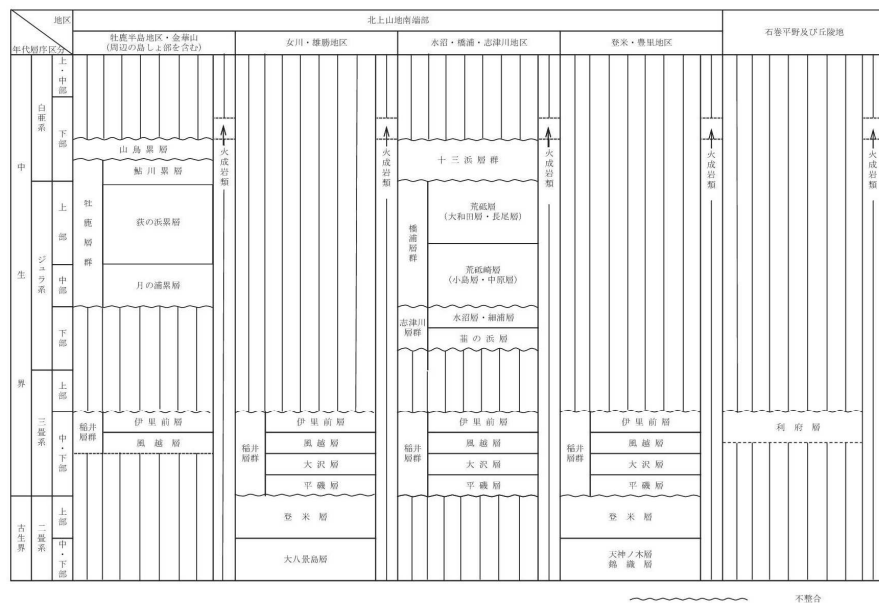 地区
年代層序区分
北上山地南端部
石巻平野及び丘陵地
牡鹿半島地区・金華山
(周辺の島しょ部を含む)
女川・雄勝地区
水沼・橋浦・志津川地区
登米・豊里地区
中生界
白亜系
上・中部
下部
ジュラ系
上部
中部
下部
三畳系
上部
中・下部
古生界
二畳系
上部
中・下部
山鳥累層
鮎川累層
牡鹿層群
荻の浜累層
月の浦累層
稲井
層群
伊里前層
風越層
火成岩類
稲井
層群
伊里前層
風越層
大沢層
平磯層
登米層
大八景島層
火成岩類
十三浜層群
橋浦層群
荒砥層
(大和田層・長尾層)
荒砥崎層
(小島層・中原層)
志津川
層群
水沼層・細浦層
韮の浜層
稲井
層群
伊里前層
風越層
大沢層
平磯層
火成岩類
稲井
層群
伊里前層
風越層
大沢層
平磯層
登米層
天神ノ木層
錦織層
火成岩類
利府層
不整合